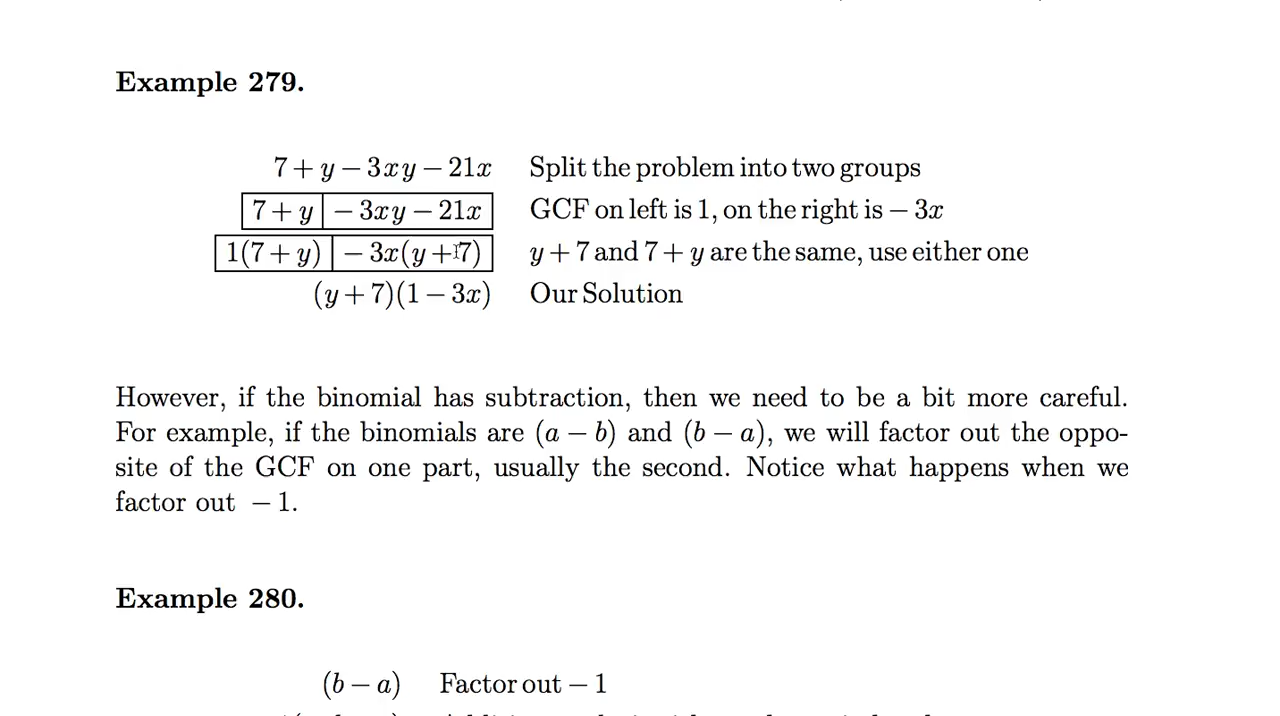 Example 279.
7 + y − 3xy − 21x Split the problem into two groups
7 + y | − 3xy − 21x GCF on left is 1, on the right is − 3x
1(7 + y) | − 3x(y + 7) y + 7 and 7 + y are the same, use either one
(y + 7)(1 − 3x) Our Solution
However, if the binomial has subtraction, then we need to be a bit more careful.
For example, if the binomials are (a − b) and (b − a), we will factor out the oppo-
site of the GCF on one part, usually the second. Notice what happens when we
factor out − 1.
Example 280.
(b − a) Factor out − 1